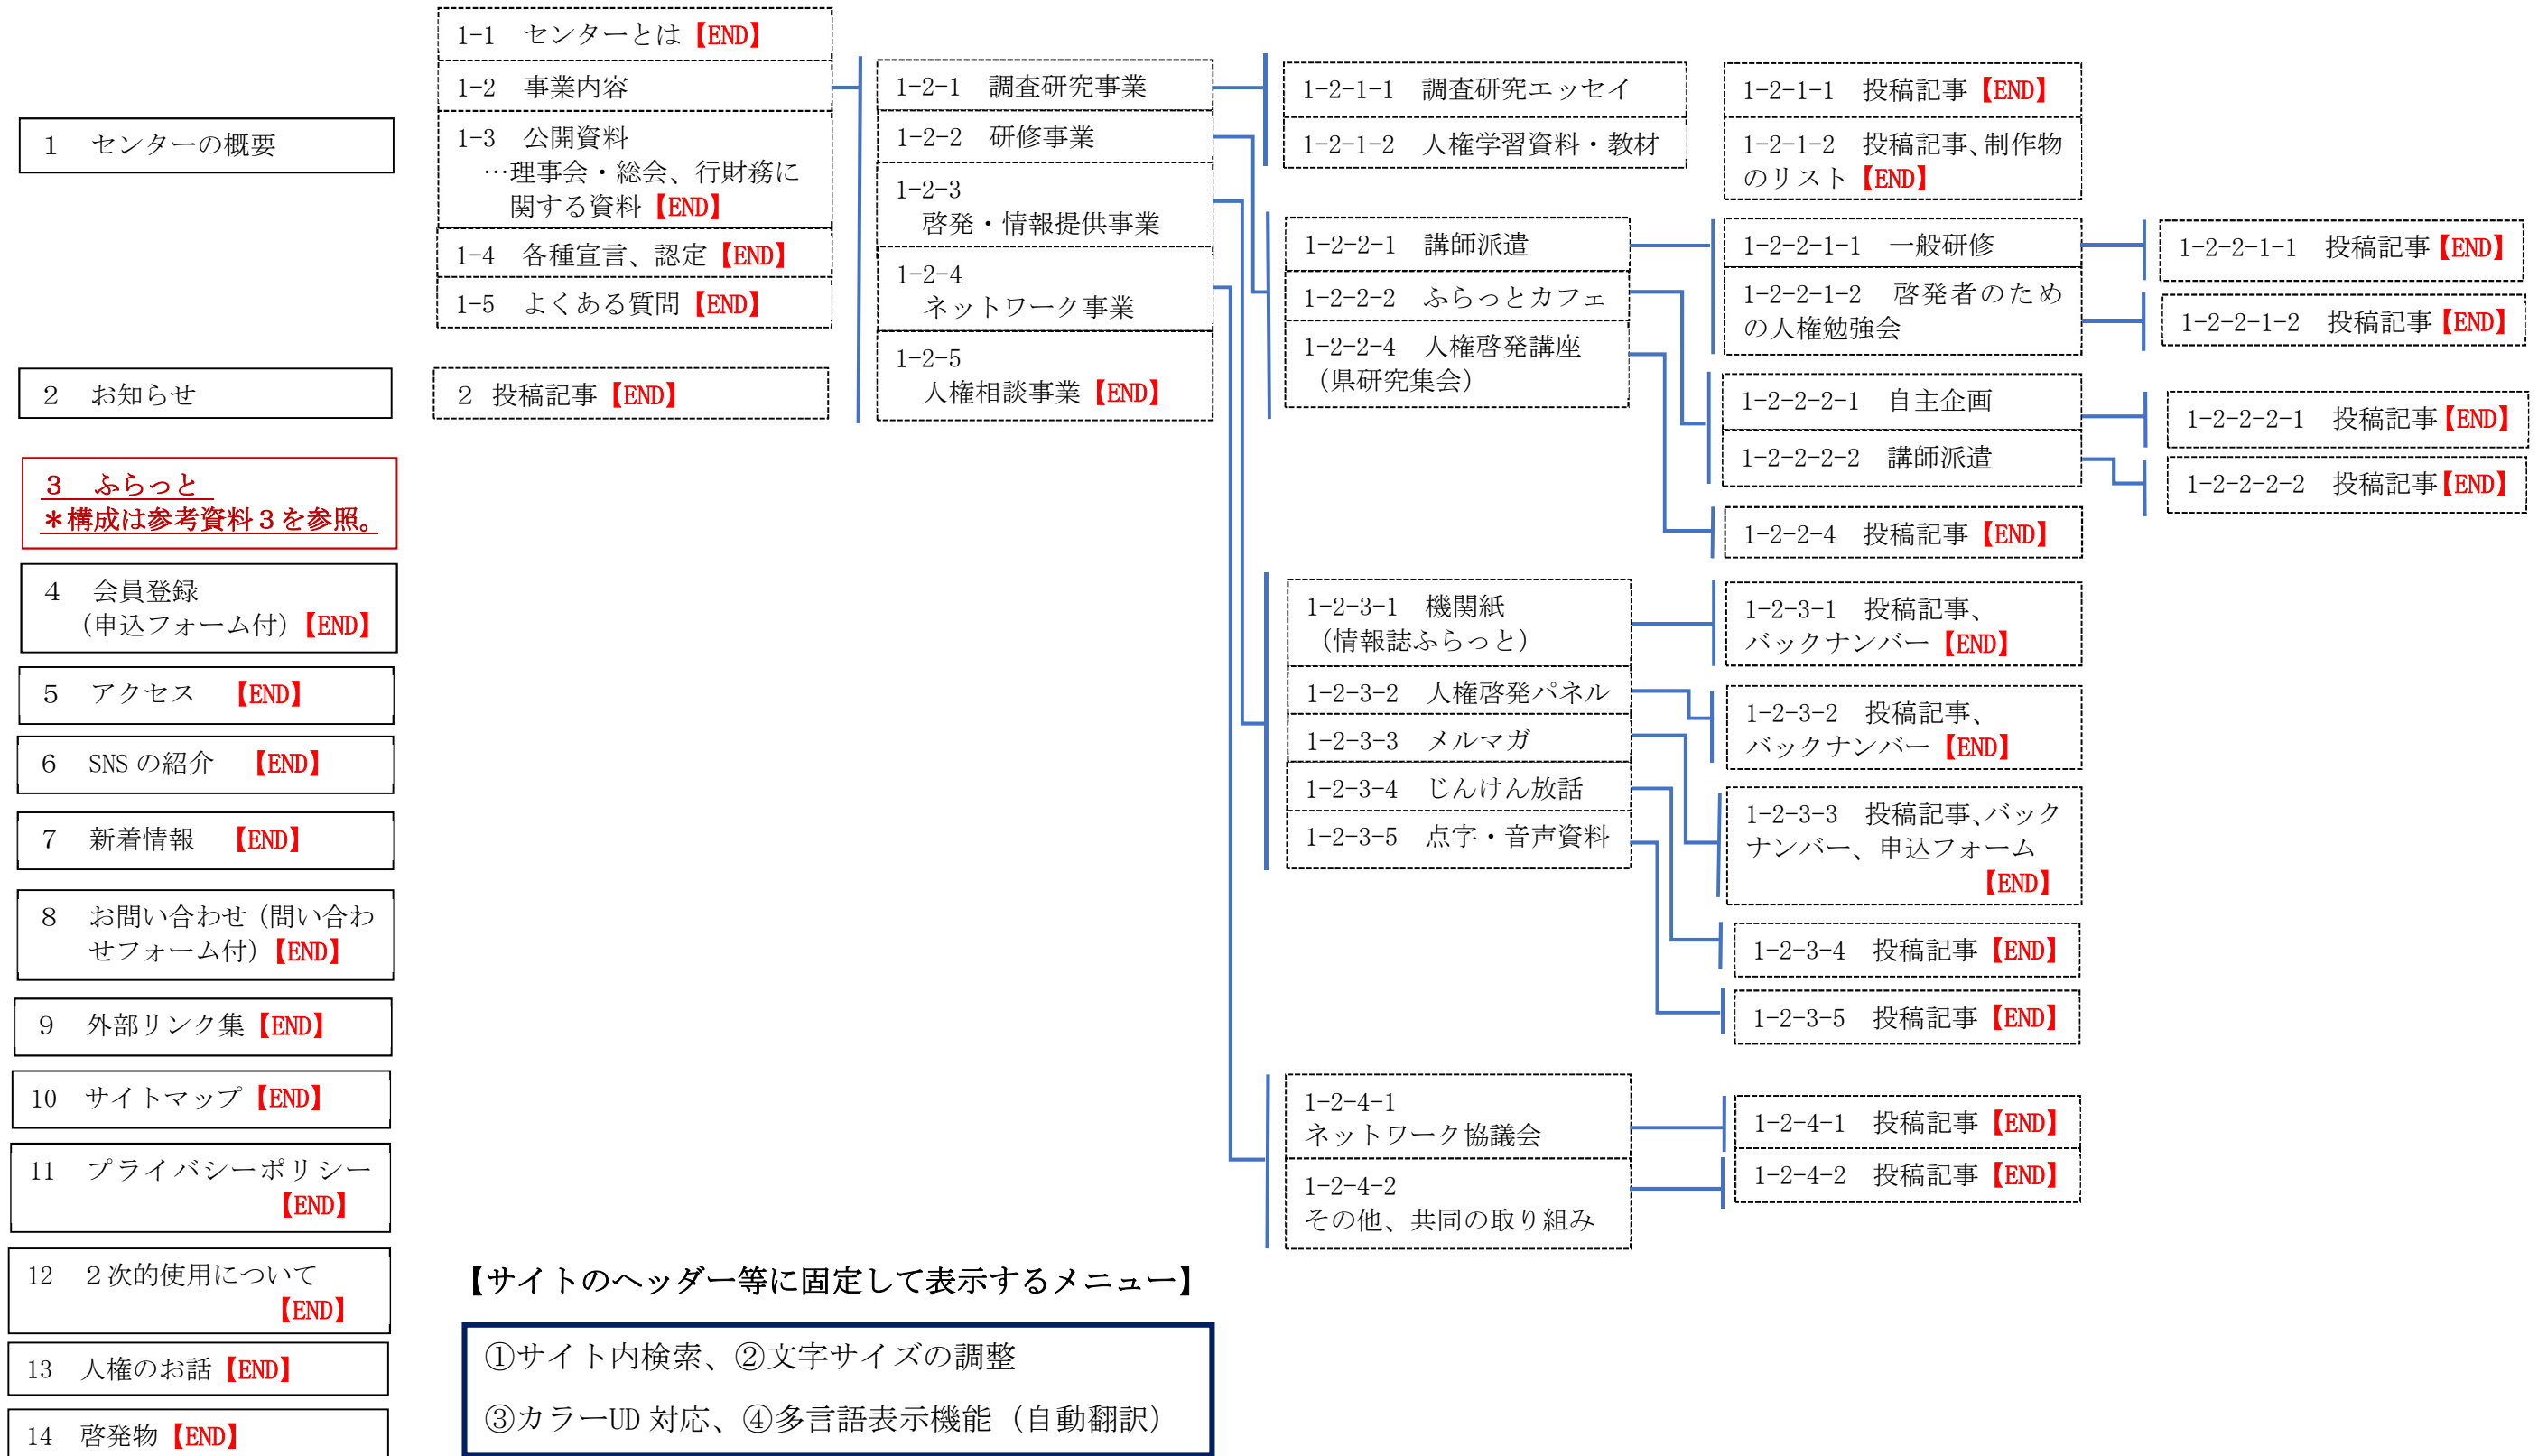 1　センターの概要
2　お知らせ
3　ふらっと
＊構成は参考資料３を参照。
4　会員登録
（申込フォーム付）【END】
5　アクセス　【END】
6　SNSの紹介　【END】
7　新着情報　【END】
8　お問い合わせ（問い合わ
せフォーム付）【END】
9　外部リンク集【END】
10　サイトマップ【END】
11　プライバシーポリシー
【END】
12　２次的使用について
【END】
13　人権のお話【END】
14　啓発物【END】
1-1　センターとは【END】
1-2　事業内容
1-3　公開資料
…理事会・総会、行財務に
関する資料【END】
1-4　各種宣言、認定【END】
1-5　よくある質問【END】
2　投稿記事【END】
1-2-1　調査研究事業
1-2-2　研修事業
1-2-3
啓発・情報提供事業
1-2-4
ネットワーク事業
1-2-5
人権相談事業【END】
1-2-1-1　調査研究エッセイ
1-2-1-2　人権学習資料・教材
1-2-2-1　講師派遣
1-2-2-2　ふらっとカフェ
1-2-2-4　人権啓発講座
（県研究集会）
1-2-3-1　機関紙
（情報誌ふらっと）
1-2-3-2　人権啓発パネル
1-2-3-3　メルマガ
1-2-3-4　じんけん放話
1-2-3-5　点字・音声資料
1-2-4-1
ネットワーク協議会
1-2-4-2
その他、共同の取り組み
1-2-1-1　投稿記事【END】
1-2-1-2　投稿記事、制作物
のリスト【END】
1-2-2-1-1　一般研修
1-2-2-1-2　啓発者のため
の人権勉強会
1-2-2-2-1　自主企画
1-2-2-2-2　講師派遣
1-2-2-4　投稿記事【END】
1-2-3-1　投稿記事、
バックナンバー【END】
1-2-3-2　投稿記事、
バックナンバー【END】
1-2-3-3　投稿記事、バック
ナンバー、申込フォーム
【END】
1-2-3-4　投稿記事【END】
1-2-3-5　投稿記事【END】
1-2-4-1　投稿記事【END】
1-2-4-2　投稿記事【END】
1-2-2-1-1　投稿記事【END】
1-2-2-1-2　投稿記事【END】
1-2-2-2-1　投稿記事【END】
1-2-2-2-2　投稿記事【END】
【サイトのヘッダー等に固定して表示するメニュー】
①サイト内検索、②文字サイズの調整
③カラーUD対応、④多言語表示機能（自動翻訳）